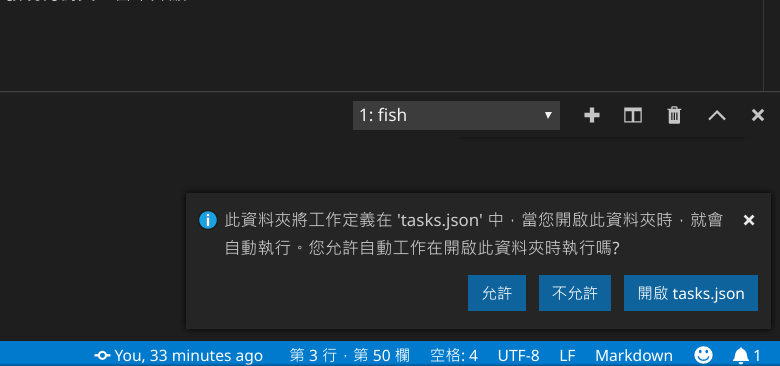 1: fish
此資料夾將工作定義在 'tasks.json' 中，當您開啟此資料夾時，就會
自動執行。您允許自動工作在開啟此資料夾時執行嗎?
允許 不允許 開啟 tasks.json
You, 33 minutes ago 第 3 行，第 50 欄 空格: 4 UTF-8 LF Markdown 1